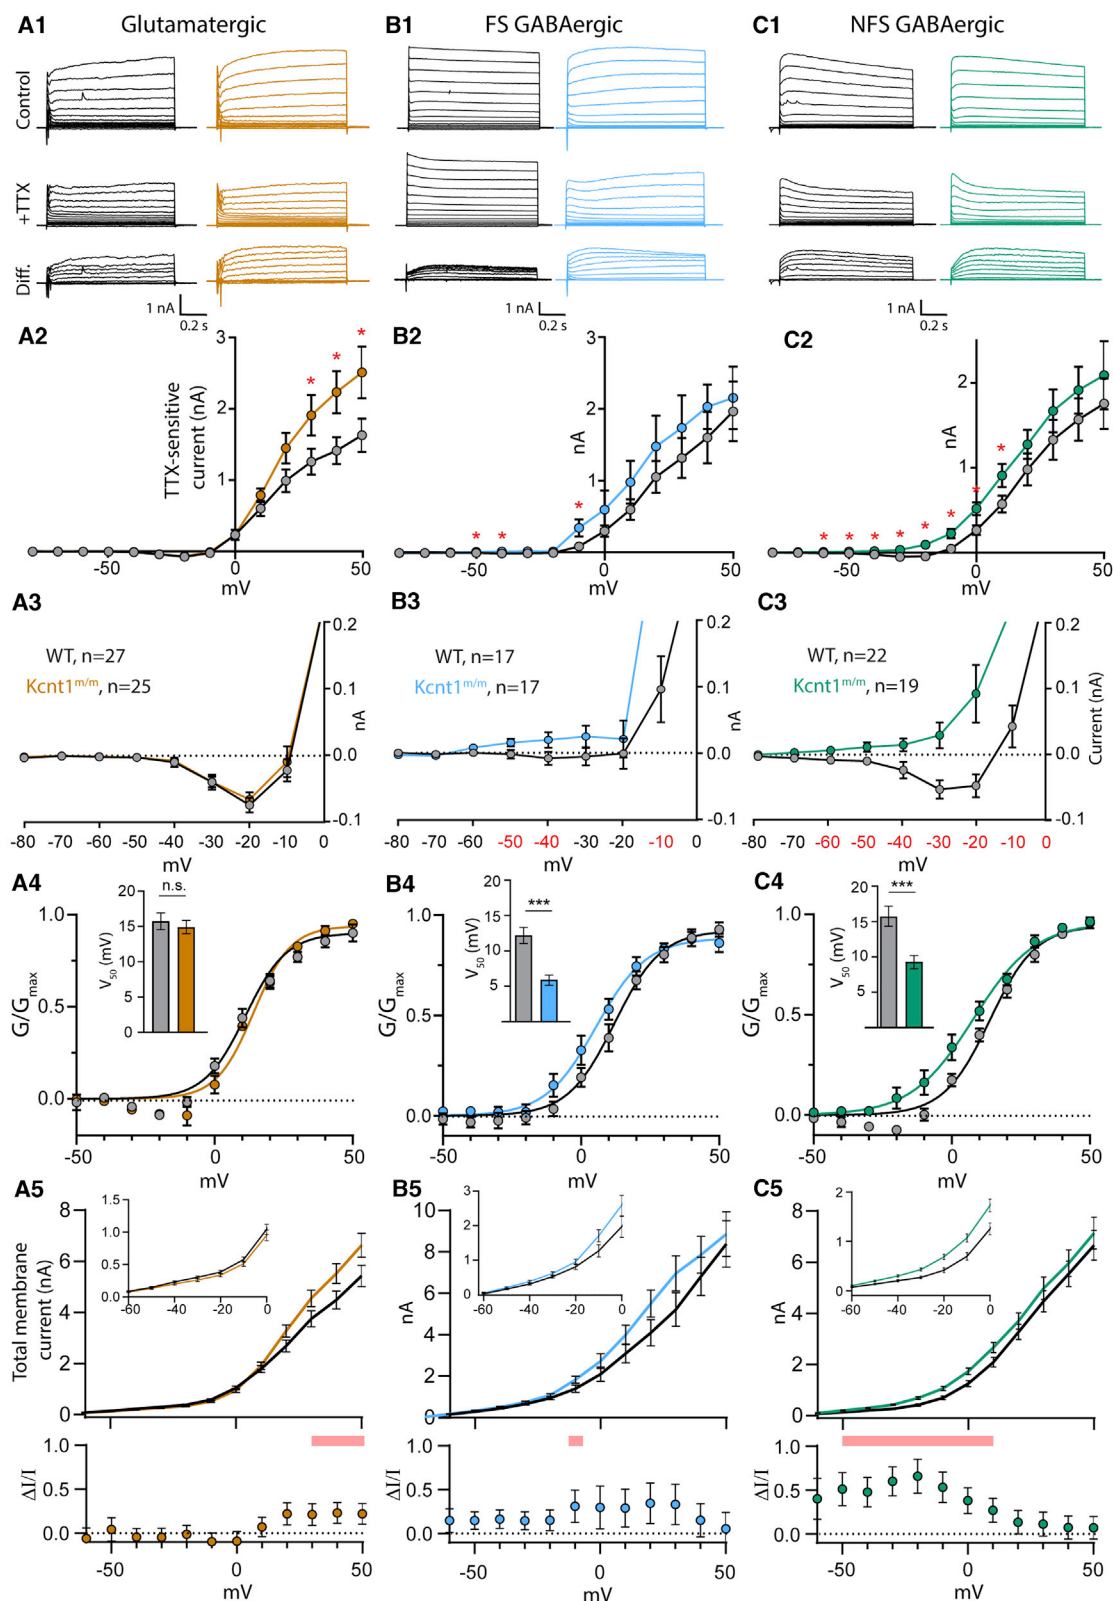 A1 Glutamatergic B1 FS GABAergic C1 NFS GABAergic
Control
+TTX
Diff.
1 nA
0.2 s
1 nA
0.2 s
1 nA
0.2 s
A2
TTX-sensitive
current (nA)
3
2
1
* * *
-50 0 50
mV
B2
nA
3
2
1
* * *
-50 0 50
mV
C2
nA
2
1
* * * * * * * *
-50 0 50
mV
A3
WT, n=27
Kcnt1m/m, n=25
0.2
0.1
0.0
-0.1
nA
-80 -70 -60 -50 -40 -30 -20 -10 0
mV
B3
WT, n=17
Kcnt1m/m, n=17
0.2
0.1
0.0
-0.1
nA
-80 -70 -60 -50 -40 -30 -20 -10 0
mV
C3
WT, n=22
Kcnt1m/m, n=19
0.2
0.1
0.0
-0.1
Current (nA)
-80 -70 -60 -50 -40 -30 -20 -10 0
mV
A4
G/Gmax
1.0
0.5
0.0
V50 (mV)
20
15
10
5
0
n.s.
-50 0 50
mV
B4
G/Gmax
1.0
0.5
0.0
V50 (mV)
20
15
10
5
***
-50 0 50
mV
C4
G/Gmax
1.0
0.5
0.0
V50 (mV)
20
15
10
5
***
-50 0 50
mV
A5
Total membrane
current (nA)
8
6
4
2
0
1.5
1.0
0.5
0.0
-60 -40 -20 0
B5
nA
10
8
6
4
2
0
3
2
1
0
-60 -40 -20 0
C5
nA
8
6
4
2
0
2
1
0
-60 -40 -20 0
ΔI/I
1.0
0.5
0.0
-50 0 50
mV
ΔI/I
1.0
0.5
0.0
-50 0 50
mV
ΔI/I
1.0
0.5
0.0
-50 0 50
mV